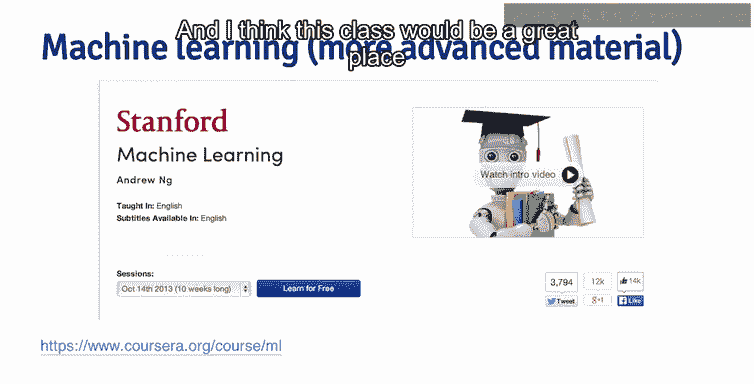 And I think this class would be a great
place
Machine learning (more advanced material)
Stanford
Machine Learning
Andrew Ng
Taught In: English
Subtitles Available In: English
Watch intro video
Sessions:
Oct 14th 2013 (10 weeks long)
Learn for Free
3,794
12k
14k
Tweet
+1
Like
https://www.coursera.org/course/ml